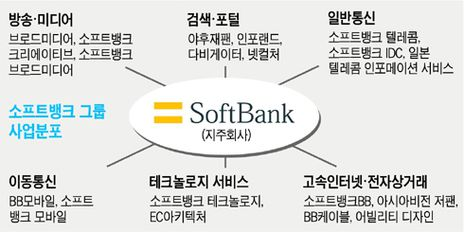 방송·미디어
브로드미디어, 소프트뱅크
크리에이티브, 소프트뱅크
브로드미디어
검색·포털
야후재팬, 인포랜드,
다비게이터, 넷컬처
일반통신
소프트뱅크 텔레콤,
소프트뱅크 IDC, 일본
텔레콤 인포메이션 서비스
소프트뱅크 그룹
사업분포
SoftBank
(지주회사)
이동통신
BB모바일, 소프트
뱅크 모바일
테크놀로지 서비스
소프트뱅크 테크놀로지,
EC아키텍처
고속인터넷·전자상거래
소프트뱅크BB, 아시아비전 저팬,
BB케이블, 어빌리티 디자인